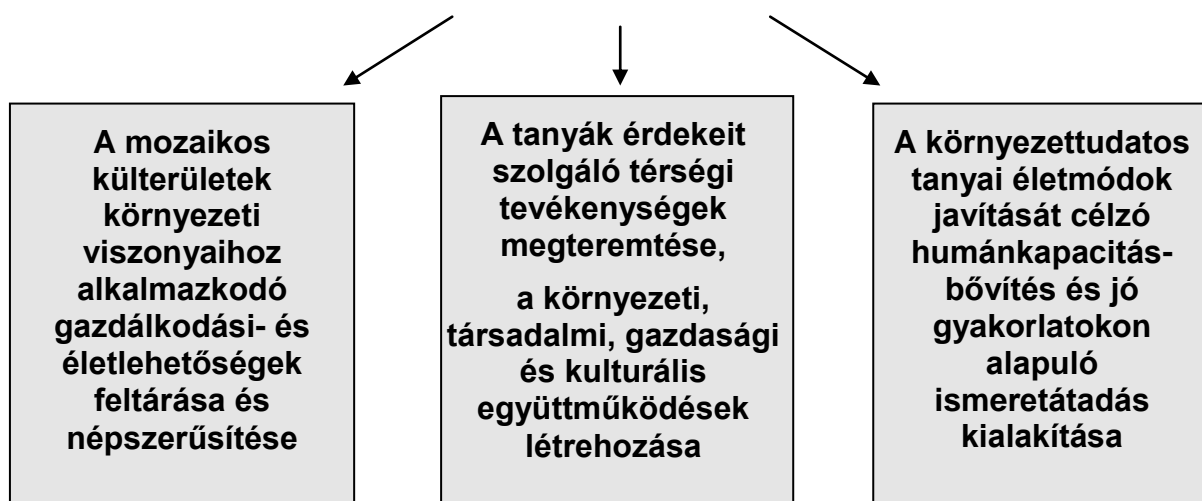 A mozaikos
külterületek
környezeti
viszonyaihoz
alkalmazkodó
gazdálkodási- és
életlehetőségek
feltárása és
népszerűsítése
A tanyák érdekeit
szolgáló térségi
tevékenységek
megteremtése,
a környezeti,
társadalmi, gazdasági
és kulturális
együttműködések
létrehozása
A környezettudatos
tanyai életmódok
javítását célzó
humánkapacitás-
bővítés és jó
gyakorlatokon
alapuló
ismeretátadás
kialakítása